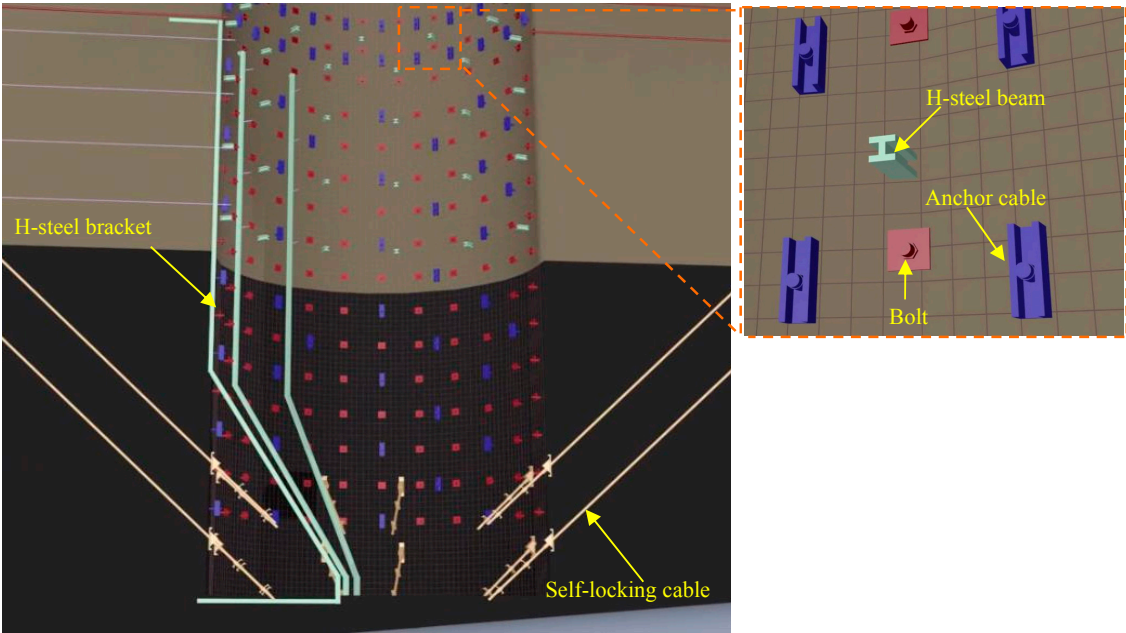 H-steel beam
Anchor cable
H-steel bracket
Bolt
Self-locking cable